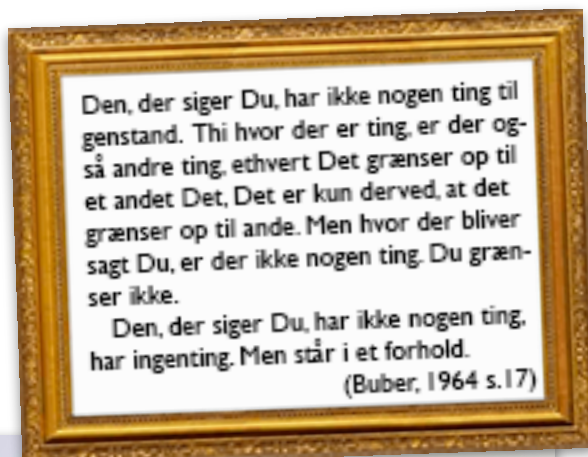 Den, der siger Du, har ikke nogen ting til
genstand. Thi hvor der er ting, er der og-
så andre ting, ethvert Det grænser op til
et andet Det, Det er kun derved, at det
grænser op til ande. Men hvor der bliver
sagt Du, er der ikke nogen ting. Du græn-
ser ikke.
Den, der siger Du, har ikke nogen ting,
har ingenting. Men står i et forhold.
(Buber, 1964 s.17)